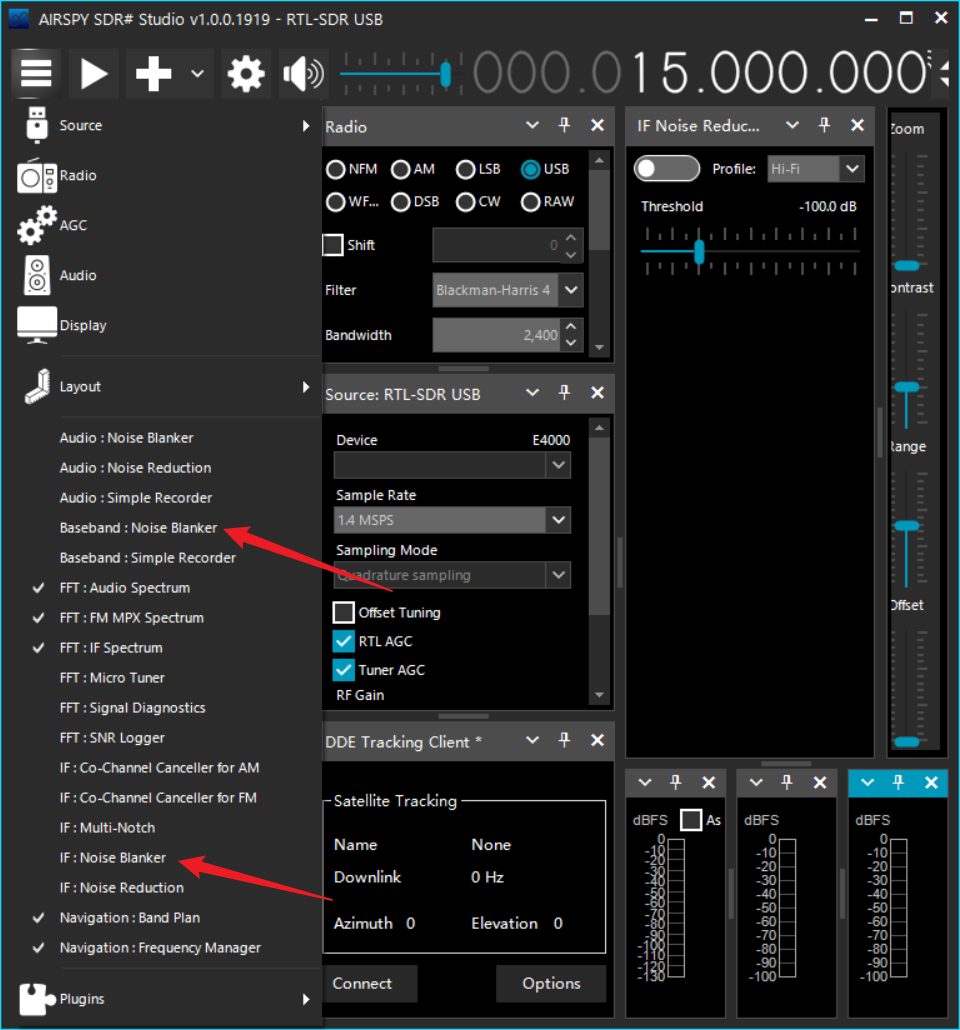 AIRSPY SDR# Studio v1.0.0.1919 - RTL-SDR USB
000.015.000.000
Source
Radio
AGC
Audio
Display
Layout
Audio : Noise Blanker
Audio : Noise Reduction
Audio : Simple Recorder
Baseband : Noise Blanker
Baseband : Simple Recorder
FFT : Audio Spectrum
FFT : FM MPX Spectrum
FFT : IF Spectrum
FFT : Micro Tuner
FFT : Signal Diagnostics
FFT : SNR Logger
IF : Co-Channel Canceller for AM
IF : Co-Channel Canceller for FM
IF : Multi-Notch
IF : Noise Blanker
IF : Noise Reduction
Navigation : Band Plan
Navigation : Frequency Manager
Plugins
Radio
NFM AM LSB USB
WF... DSB CW RAW
Shift 0
Filter Blackman-Harris 4
Bandwidth 2,400
Source: RTL-SDR USB
Device E4000
Sample Rate
1.4 MSPS
Sampling Mode
Quadrature sampling
Offset Tuning
RTL AGC
Tuner AGC
RF Gain
DDE Tracking Client *
Satellite Tracking
Name None
Downlink 0 Hz
Azimuth 0 Elevation 0
Connect Options
IF Noise Reduc...
Profile: Hi-Fi
Threshold -100.0 dB
Zoom
ontrast
Range
Offset
dBFS As
0
-10
-20
-30
-40
-50
-60
-70
-80
-90
-100
-110
-120
-130
dBFS
0
-10
-20
-30
-40
-50
-60
-70
-80
-90
-100
dBFS
0
-10
-20
-30
-40
-50
-60
-70
-80
-90
-100